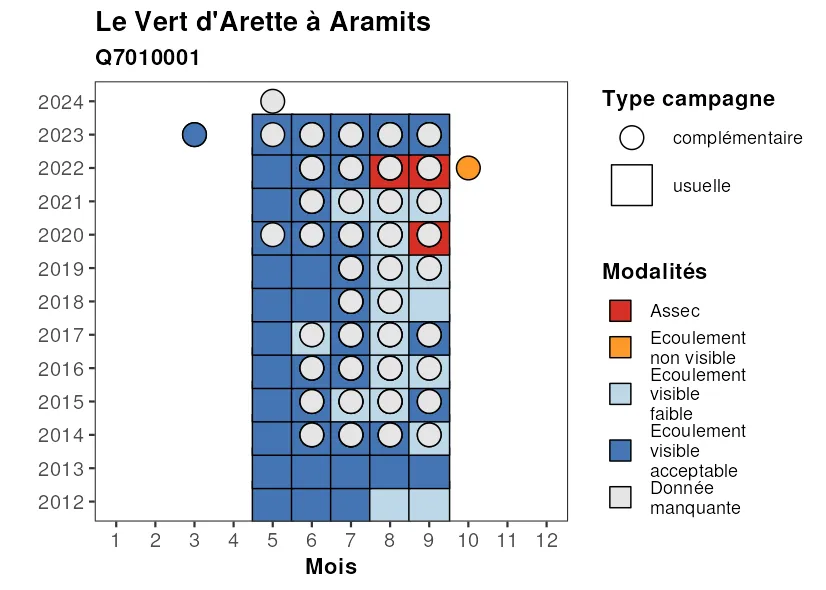 Le Vert d'Arette à Aramits
Q7010001
2024
2023
2022
2021
2020
2019
2018
2017
2016
2015
2014
2013
2012
1 2 3 4 5 6 7 8 9 10 11 12
Mois
Type campagne
complémentaire
usuelle
Modalités
Assec
Ecoulement
non visible
Ecoulement
visible
faible
Ecoulement
visible
acceptable
Donnée
manquante